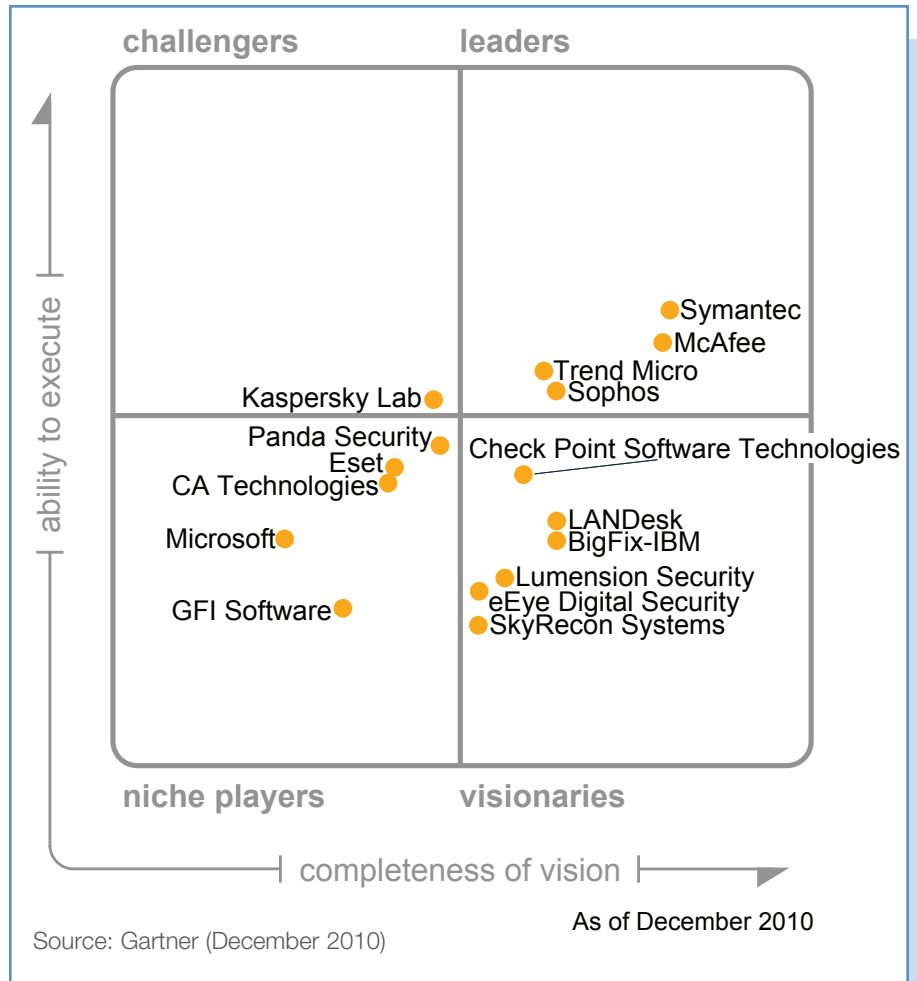 challengers
leaders
Symantec
McAfee
Trend Micro
Sophos
Kaspersky Lab
Panda Security
Eset
CA Technologies
Check Point Software Technologies
Microsoft
LANDesk
BigFix-IBM
Lumension Security
eEye Digital Security
SkyRecon Systems
GFI Software
ability to execute
niche players
visionaries
completeness of vision
As of December 2010
Source: Gartner (December 2010)